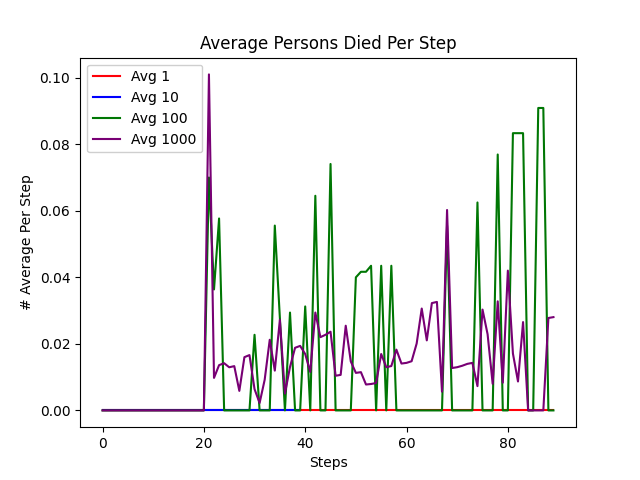 Average Persons Died Per Step
Avg 1
Avg 10
Avg 100
Avg 1000
# Average Per Step
0.10
0.08
0.06
0.04
0.02
0.00
0 20 40 60 80
Steps